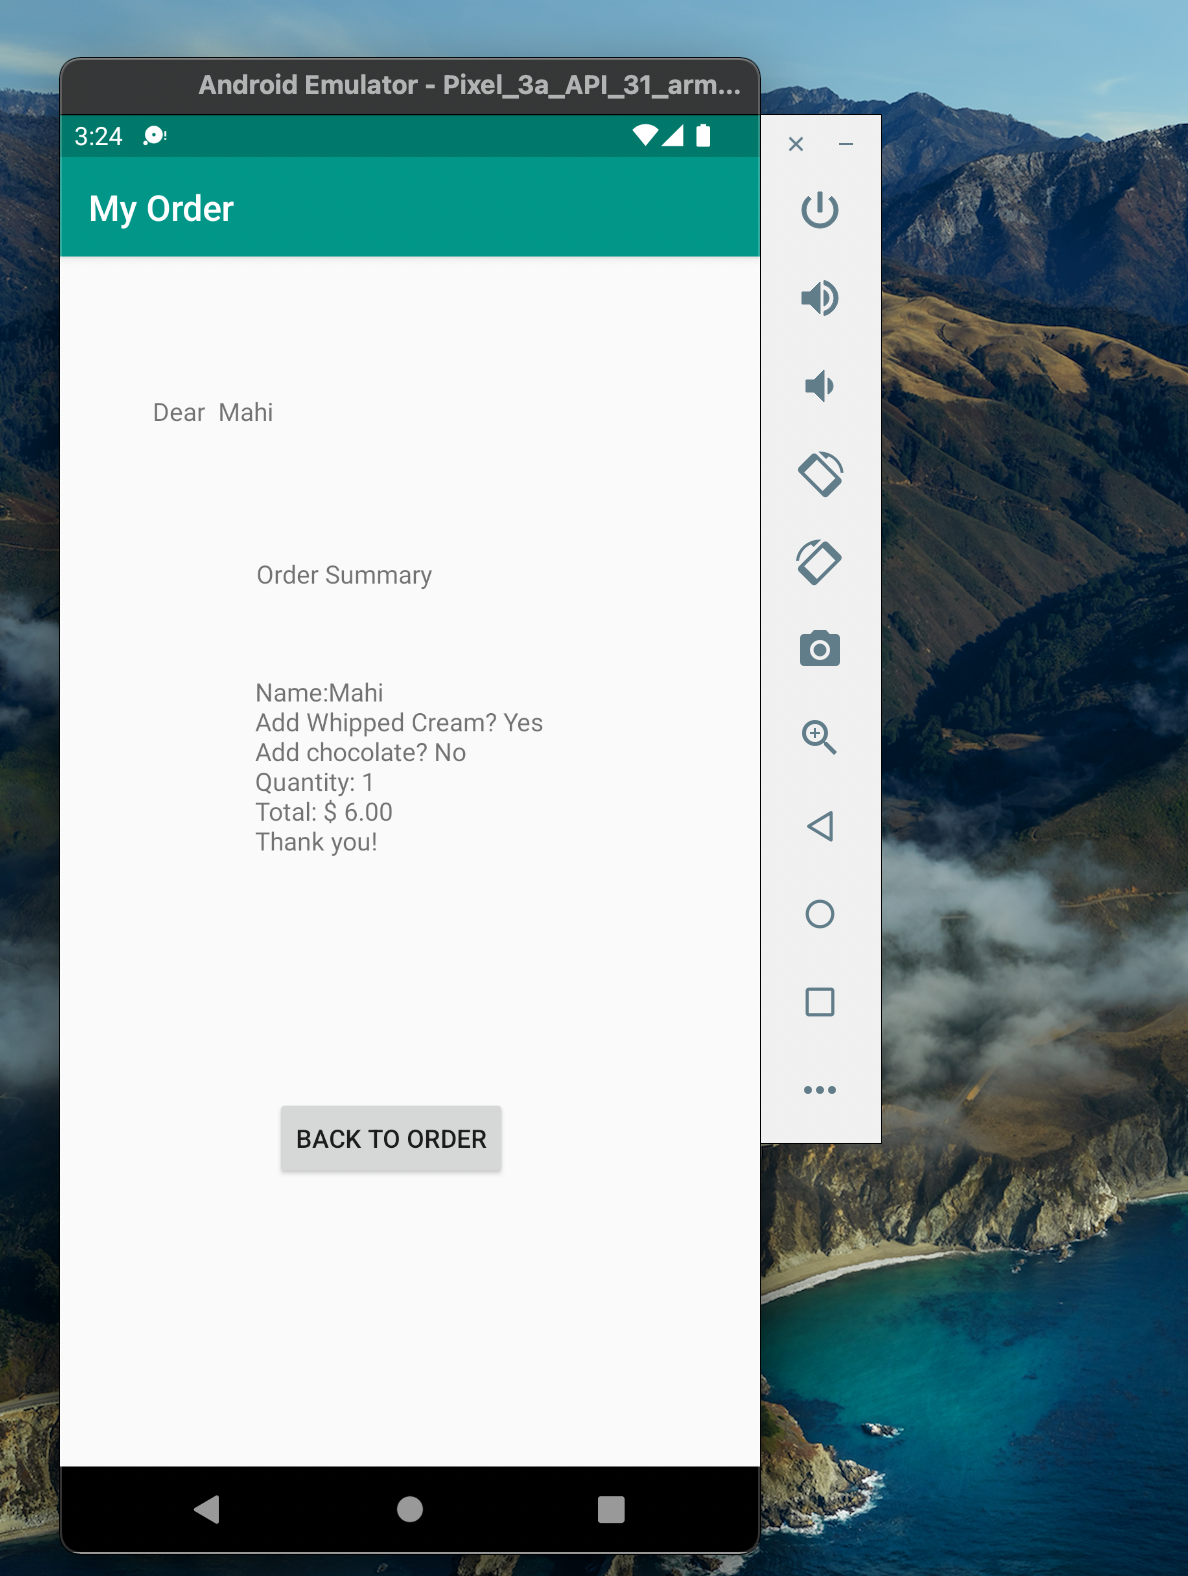 Android Emulator - Pixel_3a_API_31_arm...
3:24
My Order
Dear  Mahi
Order Summary
Name:Mahi
Add Whipped Cream? Yes
Add chocolate? No
Quantity: 1
Total: $ 6.00
Thank you!
BACK TO ORDER